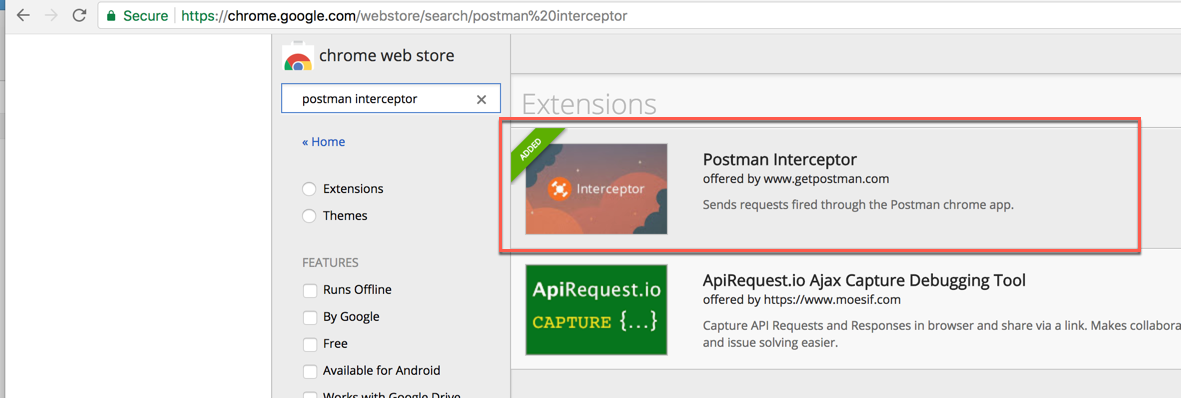 Secure https://chrome.google.com/webstore/search/postman%20interceptor
chrome web store
postman interceptor
« Home
Extensions
Themes
FEATURES
Runs Offline
By Google
Free
Available for Android
Works with Google Drive
Extensions
ADDED
Interceptor
Postman Interceptor
offered by www.getpostman.com
Sends requests fired through the Postman chrome app.
ApiRequest.io
CAPTURE {...}
ApiRequest.io Ajax Capture Debugging Tool
offered by https://www.moesif.com
Capture API Requests and Responses in browser and share via a link. Makes collabora
and issue solving easier.